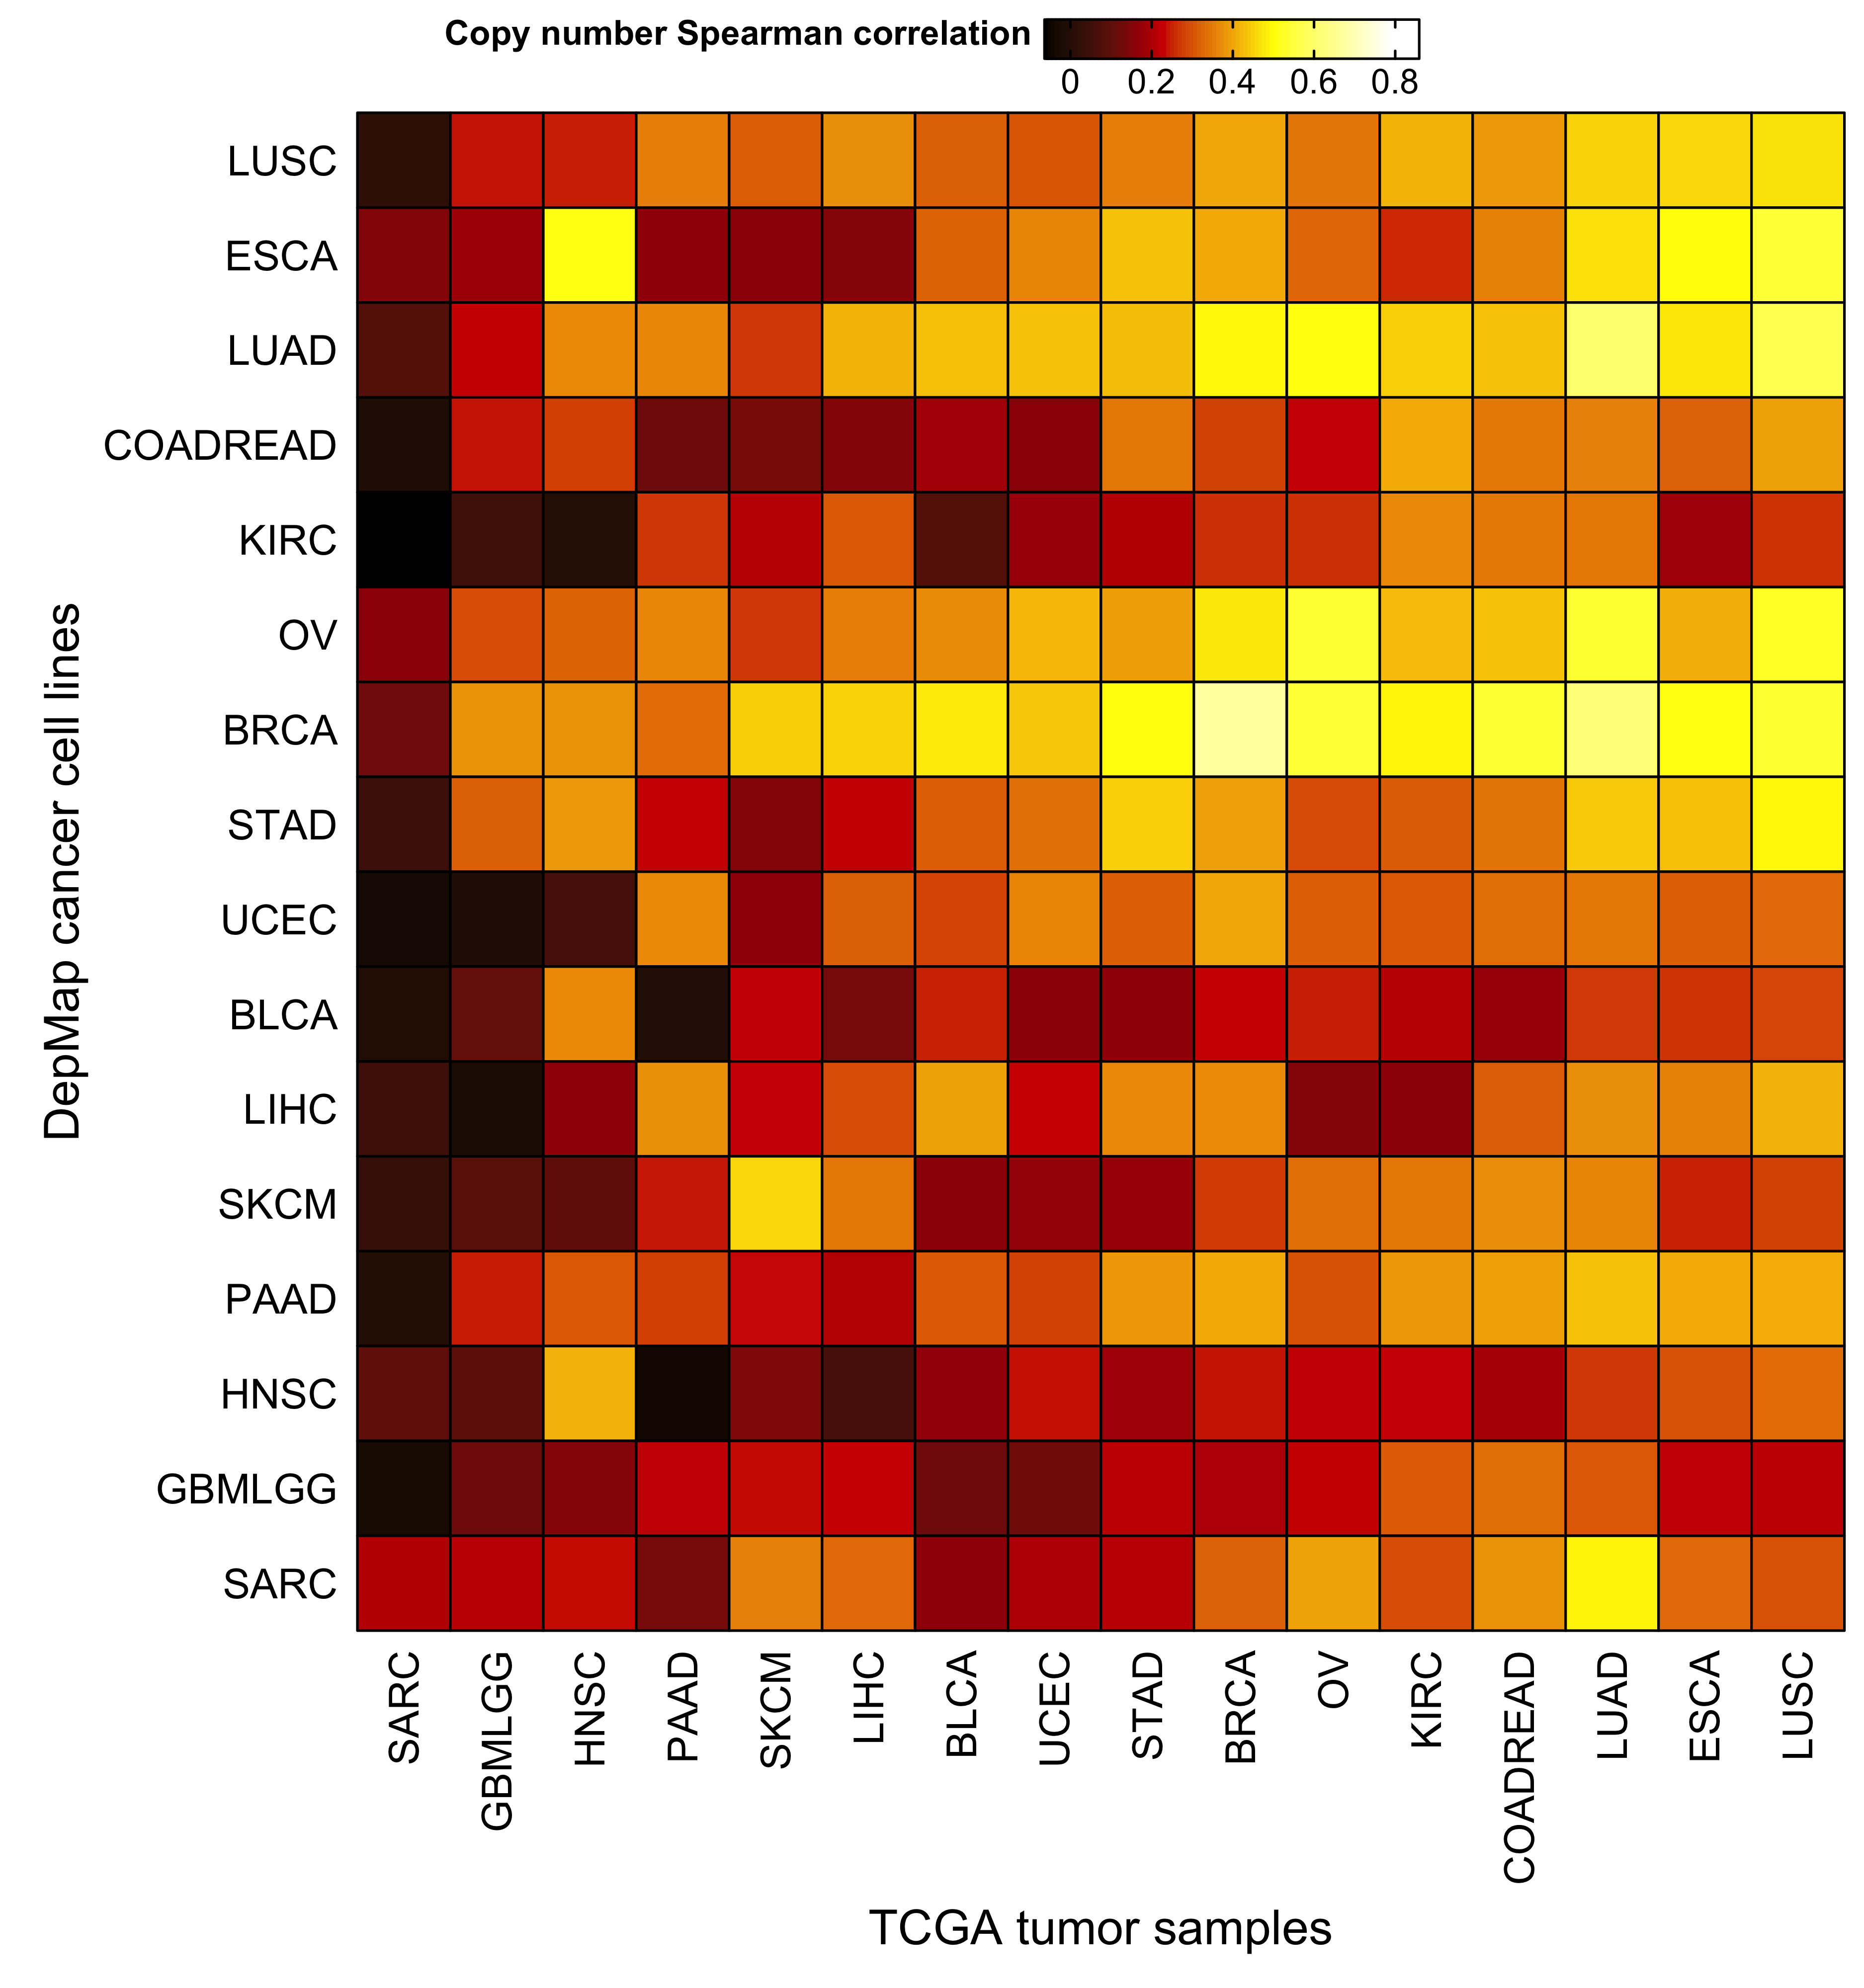 Copy number Spearman correlation
0 0.2 0.4 0.6 0.8
LUSC
ESCA
LUAD
COADREAD
KIRC
OV
BRCA
STAD
UCEC
BLCA
LIHC
SKCM
PAAD
HNSC
GBMLGG
SARC
DepMap cancer cell lines
SARC
GBMLGG
HNSC
PAAD
SKCM
LIHC
BLCA
UCEC
STAD
BRCA
OV
KIRC
COADREAD
LUAD
ESCA
LUSC
TCGA tumor samples